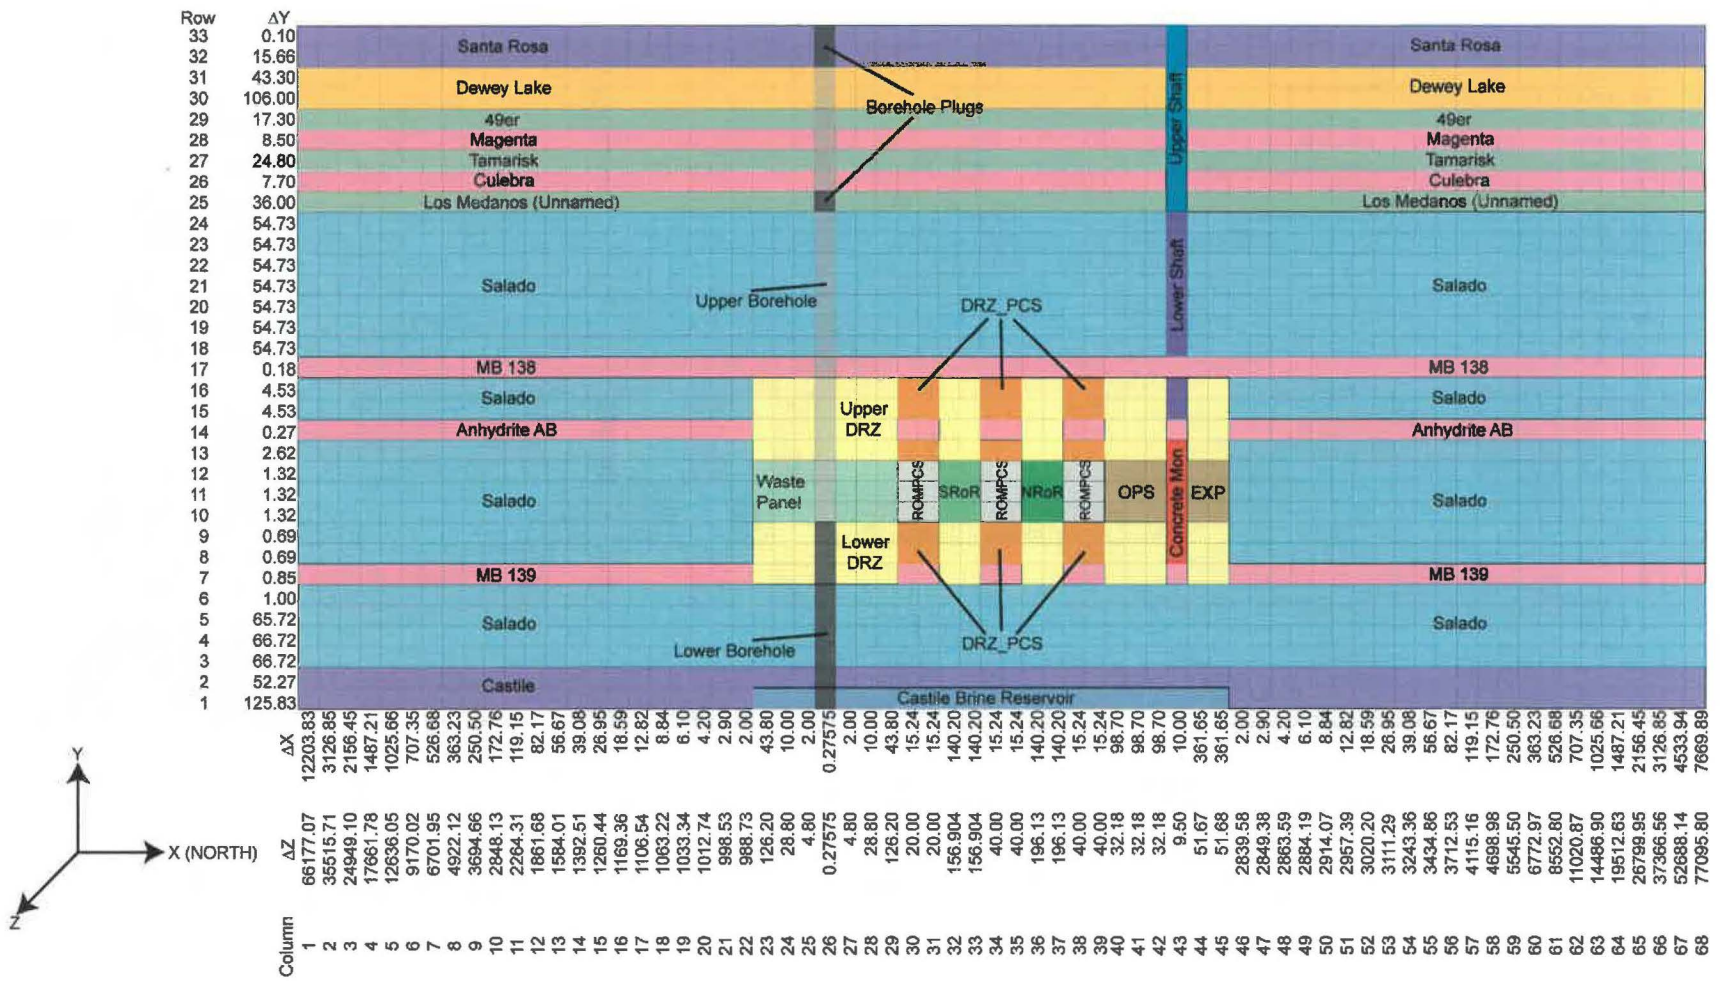 Row ΔY
33 0.10
32 15.66
Santa Rosa Santa Rosa
31 43.30
30 106.00
Dewey Lake Dewey Lake
Borehole Plugs
Upper Shaft
29 17.30 49er 49er
28 8.50 Magenta Magenta
27 24.80 Tamarisk Tamarisk
26 7.70 Culebra Culebra
25 36.00 Los Medanos (Unnamed) Los Medanos (Unnamed)
24 54.73
23 54.73
22 54.73
21 54.73
20 54.73
19 54.73
18 54.73
Salado Salado
Upper Borehole
DRZ_PCS
Lower Shaft
17 0.18 MB 138 MB 138
16 4.53
15 4.53
Salado Salado
Upper
DRZ
14 0.27 Anhydrite AB Anhydrite AB
13 2.62
12 1.32
11 1.32
10 1.32
9 0.69
8 0.69
Salado Salado
Waste
Panel
ROMPCS SRoR ROMPCS NRoR ROMPCS OPS Concrete Mon EXP
Lower
DRZ
7 0.85 MB 139 MB 139
6 1.00
5 65.72
4 66.72
3 66.72
Salado Salado
Lower Borehole
DRZ_PCS
2 52.27
1 125.83
Castile
Castile Brine Reservoir
ΔX 12203.83 3126.85 2156.45 1487.21 1025.66 707.35 526.68 363.23 250.50 172.76 119.15 82.17 56.67 39.08 26.95 18.59 12.82 8.84 6.10 4.20 2.90 2.00 43.80 10.00 2.00 0.27575 2.00 10.00 43.80 15.24 15.24 140.20 140.20 15.24 15.24 140.20 140.20 15.24 15.24 98.70 98.70 98.70 10.00 361.65 361.65 2.00 2.90 4.20 6.10 8.84 12.82 18.59 26.95 39.08 56.67 82.17 119.15 172.76 250.50 363.23 526.68 707.35 1025.66 1487.21 2156.45 3126.85 4533.94 7669.89
ΔZ 66177.07 35515.71 24949.10 17661.78 12636.05 9170.02 6701.95 4922.12 3694.66 2848.13 2264.31 1861.68 1584.01 1392.51 1260.44 1169.36 1106.54 1063.22 1033.34 1012.74 998.53 988.73 126.20 28.80 4.80 0.27575 4.80 28.80 126.20 20.00 20.00 156.904 156.904 40.00 40.00 196.13 196.13 40.00 40.00 32.18 32.18 32.18 9.50 51.67 51.68 2839.58 2849.38 2863.59 2884.19 2914.07 2957.39 3020.20 3111.29 3243.36 3434.86 3712.53 4115.16 4698.98 5545.50 6772.97 8552.80 11020.87 14486.90 19512.63 26799.95 37366.56 52688.14 77095.80
Column 1 2 3 4 5 6 7 8 9 10 11 12 13 14 15 16 17 18 19 20 21 22 23 24 25 26 27 28 29 30 31 32 33 34 35 36 37 38 39 40 41 42 43 44 45 46 47 48 49 50 51 52 53 54 55 56 57 58 59 60 61 62 63 64 65 66 67 68
Y
X (NORTH)
Z